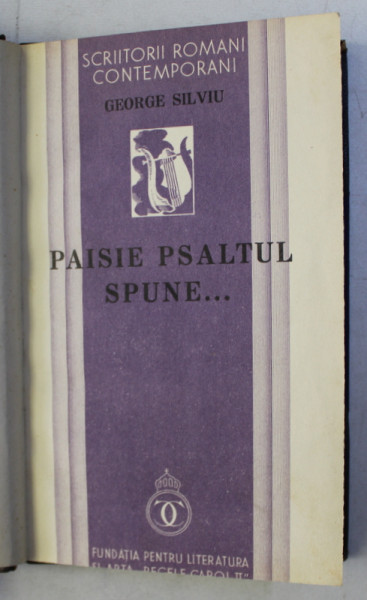 SCRIITORII ROMANI
CONTEMPORANI
GEORGE SILVIU
PAISIE PSALTUL
SPUNE...
FUNDAȚIA PENTRU LITERATURA
ȘI ARTA „REGELE CAROL II"